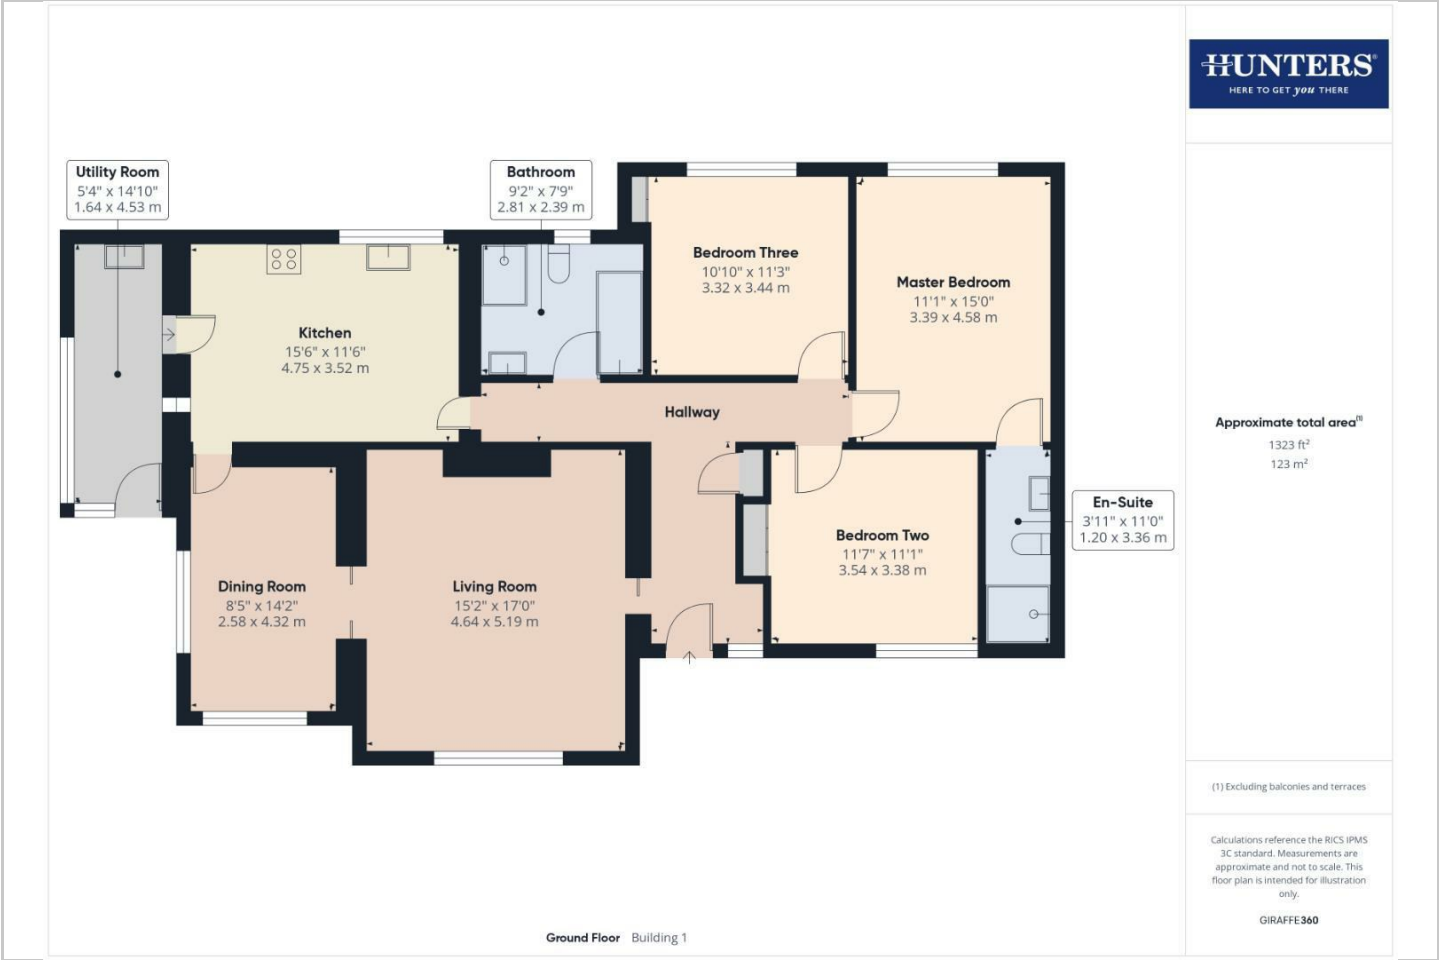 HUNTERS®
HERE TO GET you THERE
Utility Room
5'4" x 14'10"
1.64 x 4.53 m
Bathroom
9'2" x 7'9"
2.81 x 2.39 m
Bedroom Three
10'10" x 11'3"
3.32 x 3.44 m
Master Bedroom
11'1" x 15'0"
3.39 x 4.58 m
Kitchen
15'6" x 11'6"
4.75 x 3.52 m
Hallway
En-Suite
3'11" x 11'0"
1.20 x 3.36 m
Bedroom Two
11'7" x 11'1"
3.54 x 3.38 m
Dining Room
8'5" x 14'2"
2.58 x 4.32 m
Living Room
15'2" x 17'0"
4.64 x 5.19 m
Approximate total area(1)
1323 ft²
123 m²
(1) Excluding balconies and terraces
Calculations reference the RICS IPMS
3C standard. Measurements are
approximate and not to scale. This
floor plan is intended for illustration
only.
GIRAFFE360
Ground Floor Building 1